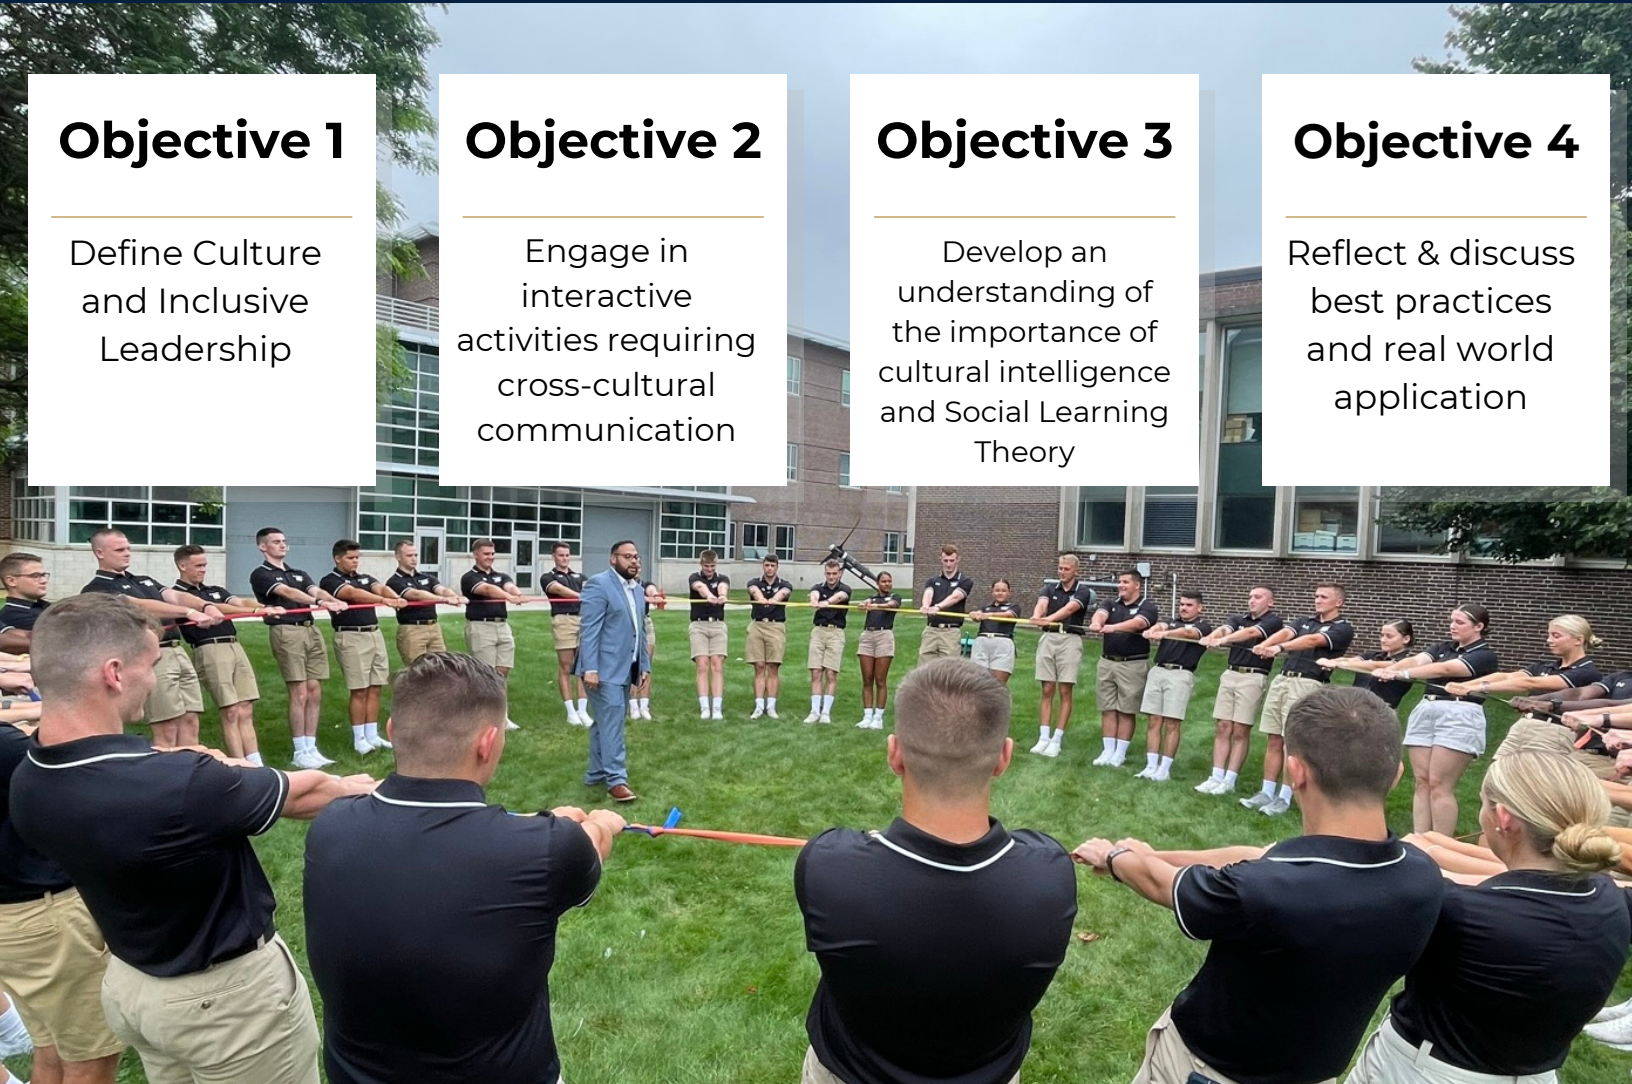 Objective 1
Define Culture
and Inclusive
Leadership
Objective 2
Engage in
interactive
activities requiring
cross-cultural
communication
Objective 3
Develop an
understanding of
the importance of
cultural intelligence
and Social Learning
Theory
Objective 4
Reflect & discuss
best practices
and real world
application